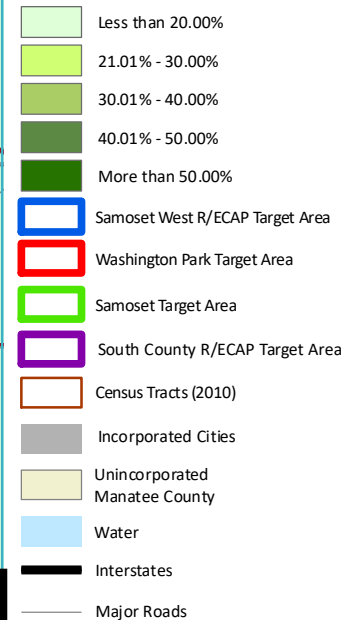 Less than 20.00%
21.01% - 30.00%
30.01% - 40.00%
40.01% - 50.00%
More than 50.00%
Samoset West R/ECAP Target Area
Washington Park Target Area
Samoset Target Area
South County R/ECAP Target Area
Census Tracts (2010)
Incorporated Cities
Unincorporated
Manatee County
Water
Interstates
Major Roads